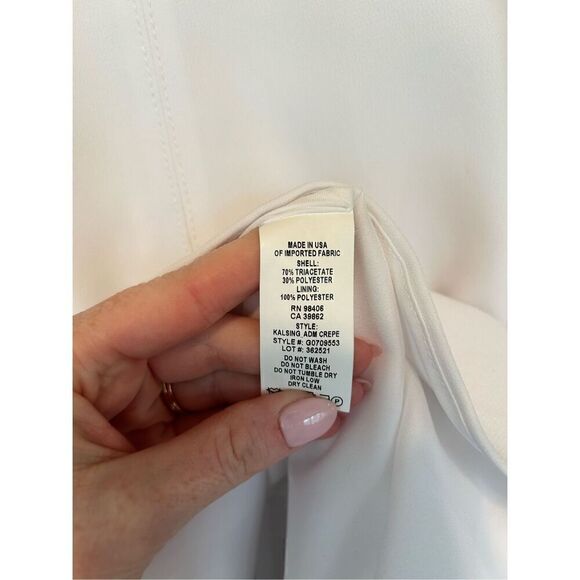 MADE IN USA
OF IMPORTED FABRIC
SHELL:
70% TRIACETATE
30% POLYESTER
LINING:
100% POLYESTER
RN 98406
CA 39862
STYLE:
KALSING_ADM CREPE
STYLE #: G0709553
LOT #: 362521
DO NOT WASH
DO NOT BLEACH
DO NOT TUMBLE DRY
IRON LOW
DRY CLEAN
P